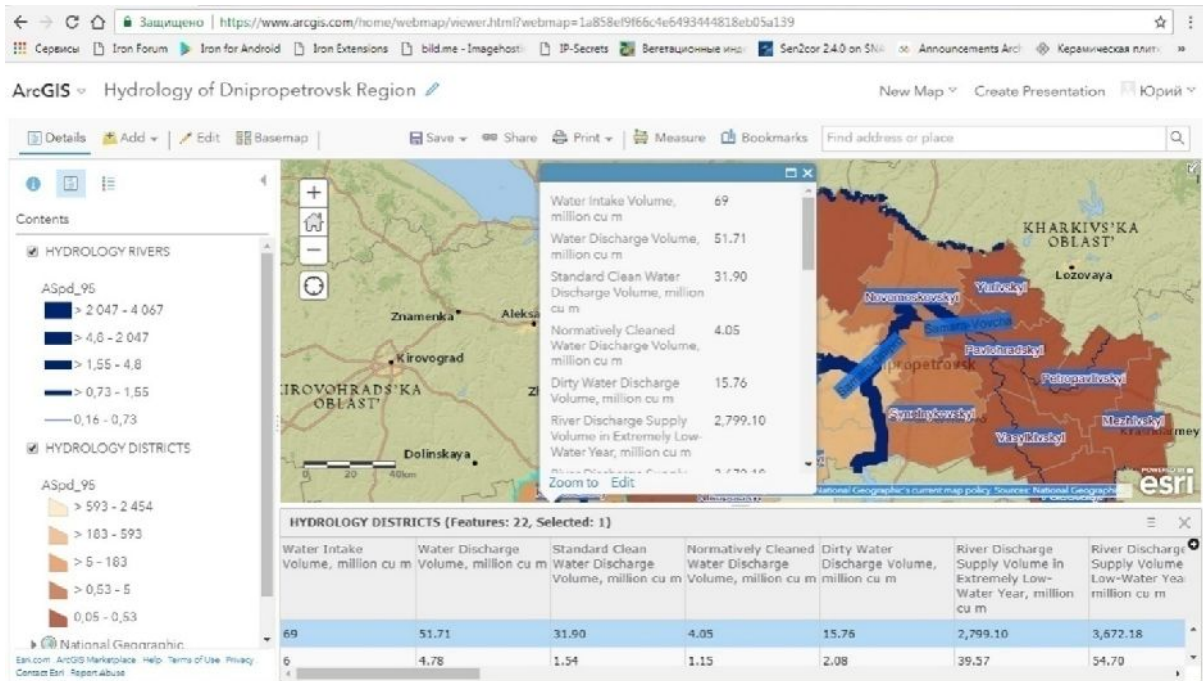 Защищено | https://www.arcgis.com/home/webmap/viewer.html?webmap=1a858ef9f66c4e6493444818eb05a139
Сервисы Iron Forum Iron for Android Iron Extensions bild.me - Imagehosti IP-Secrets Вегетационные инд Sen2cor 2.4.0 on SNA Announcements Arc Керамическая плит »
ArcGIS Hydrology of Dnipropetrovsk Region New Map Create Presentation Юрий
Details Add Edit Basemap Save Share Print Measure Bookmarks Find address or place
Contents
HYDROLOGY RIVERS
ASpd_95
> 2 047 - 4 067
> 4,8 - 2 047
> 1,55 - 4,8
> 0,73 - 1,55
0,16 - 0,73
HYDROLOGY DISTRICTS
ASpd_95
> 593 - 2 454
> 183 - 593
> 5 - 183
> 0,53 - 5
0,05 - 0,53
National Geographic
Esri.com ArcGIS Marketplace Help Terms of Use Privacy
Contact Esri Report Abuse
Znamenka
Aleksa
Kirovograd
KIROVOHRADS'KA
OBLAST'
Dolinskaya
0 20 40km
Water Intake Volume, 69
million cu m
Water Discharge Volume, 51.71
million cu m
Standard Clean Water 31.90
Discharge Volume, million
cu m
Normatively Cleaned 4.05
Water Discharge Volume,
million cu m
Dirty Water Discharge 15.76
Volume, million cu m
River Discharge Supply 2,799.10
Volume in Extremely Low-
Water Year, million cu m
Zoom to Edit
KHARKIVS'KA
OBLAST'
Lozovaya
Novomoskovskyi
Yurivskyi
Samara-Vovcha
Pavlohradskyi
Petropavlivskyi
Synelnykovskyi
Mezhivskyi
Vasylkivskyi
National Geographic's current map policy. Sources: National Geographic
POWERED BY
esri
HYDROLOGY DISTRICTS (Features: 22, Selected: 1)
Water Intake Water Discharge Standard Clean Normatively Cleaned Dirty Water River Discharge River Discharge
Volume, million cu m Volume, million cu m Water Discharge Water Discharge Discharge Volume, Supply Volume in Supply Volume
Volume, million cu m Volume, million cu m million cu m Extremely Low- Low-Water Yea
Water Year, million million cu m
cu m
69 51.71 31.90 4.05 15.76 2,799.10 3,672.18
6 4.78 1.54 1.15 2.08 39.57 54.70